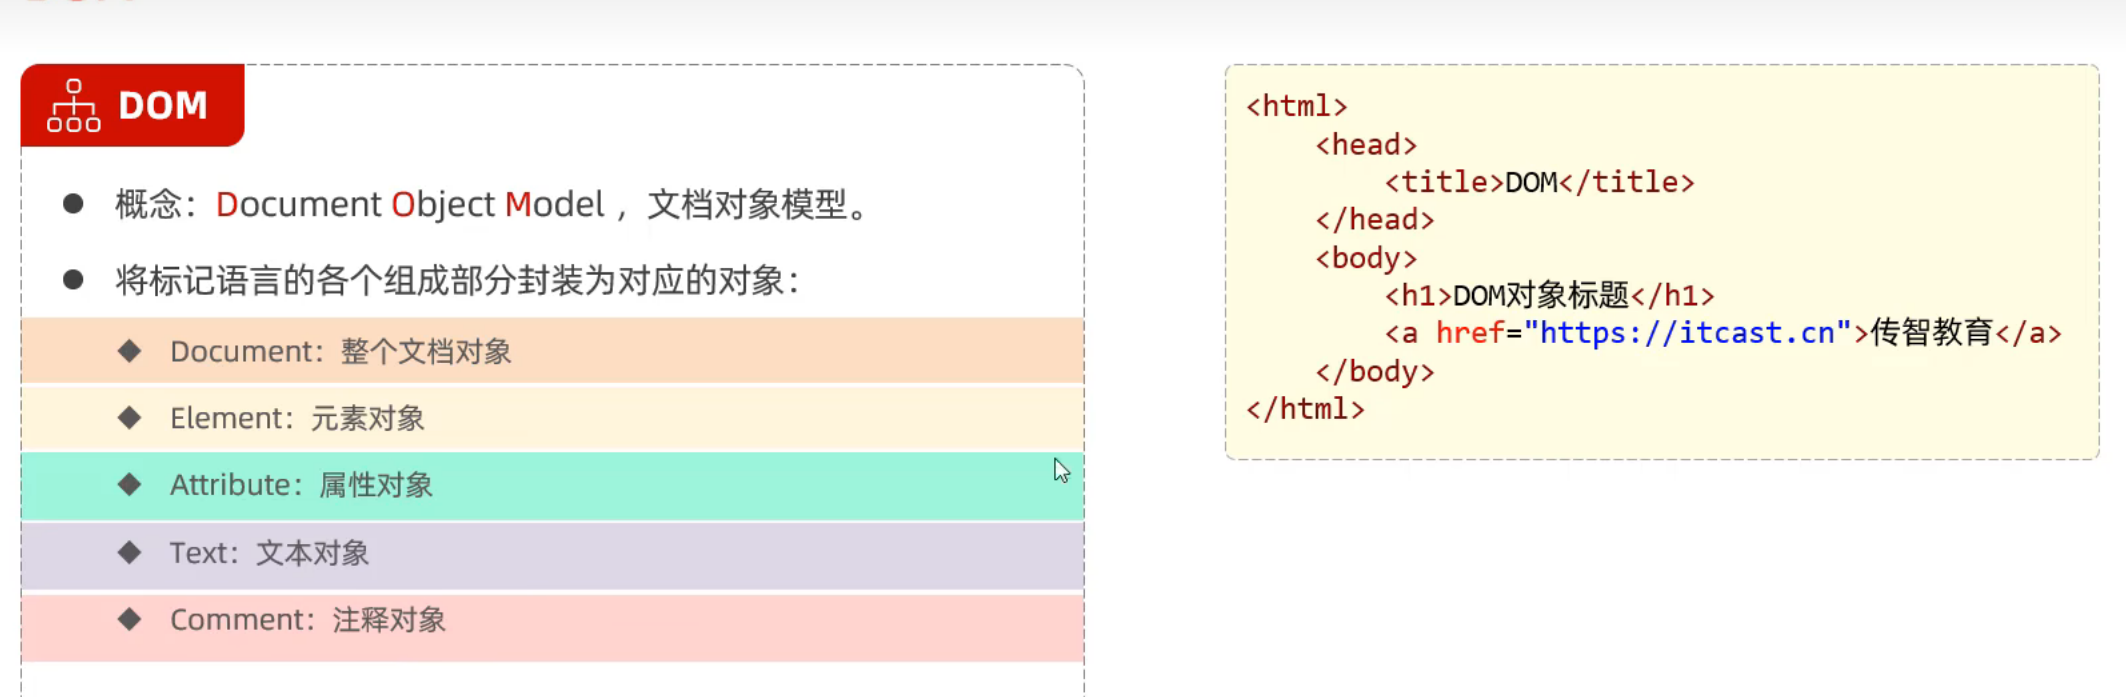 DOM
概念：Document Object Model ，文档对象模型。
将标记语言的各个组成部分封装为对应的对象：
Document：整个文档对象
Element：元素对象
Attribute：属性对象
Text：文本对象
Comment：注释对象
<html>
<head>
<title>DOM</title>
</head>
<body>
<h1>DOM对象标题</h1>
<a href="https://itcast.cn">传智教育</a>
</body>
</html>